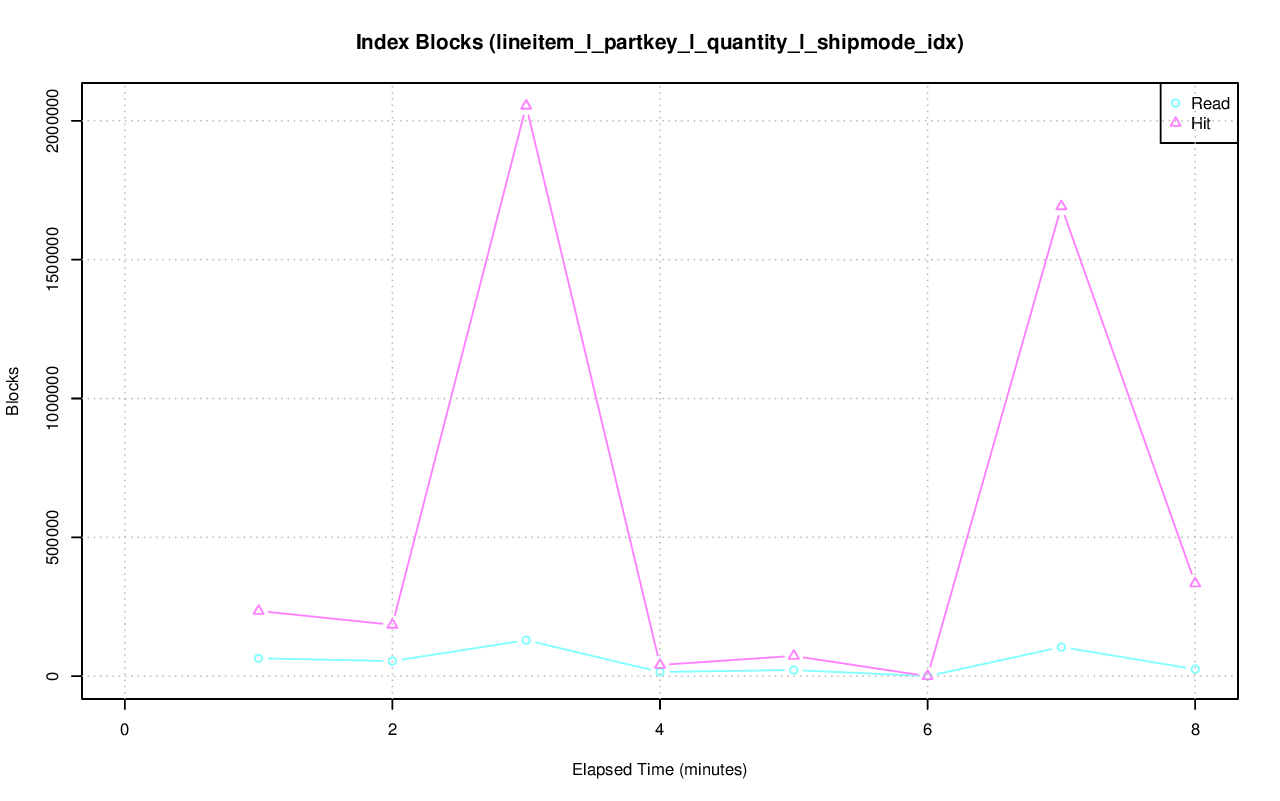 Index Blocks (lineitem_l_partkey_l_quantity_l_shipmode_idx)
Read
Hit
2000000
1500000
1000000
500000
0
Blocks
0 2 4 6 8
Elapsed Time (minutes)